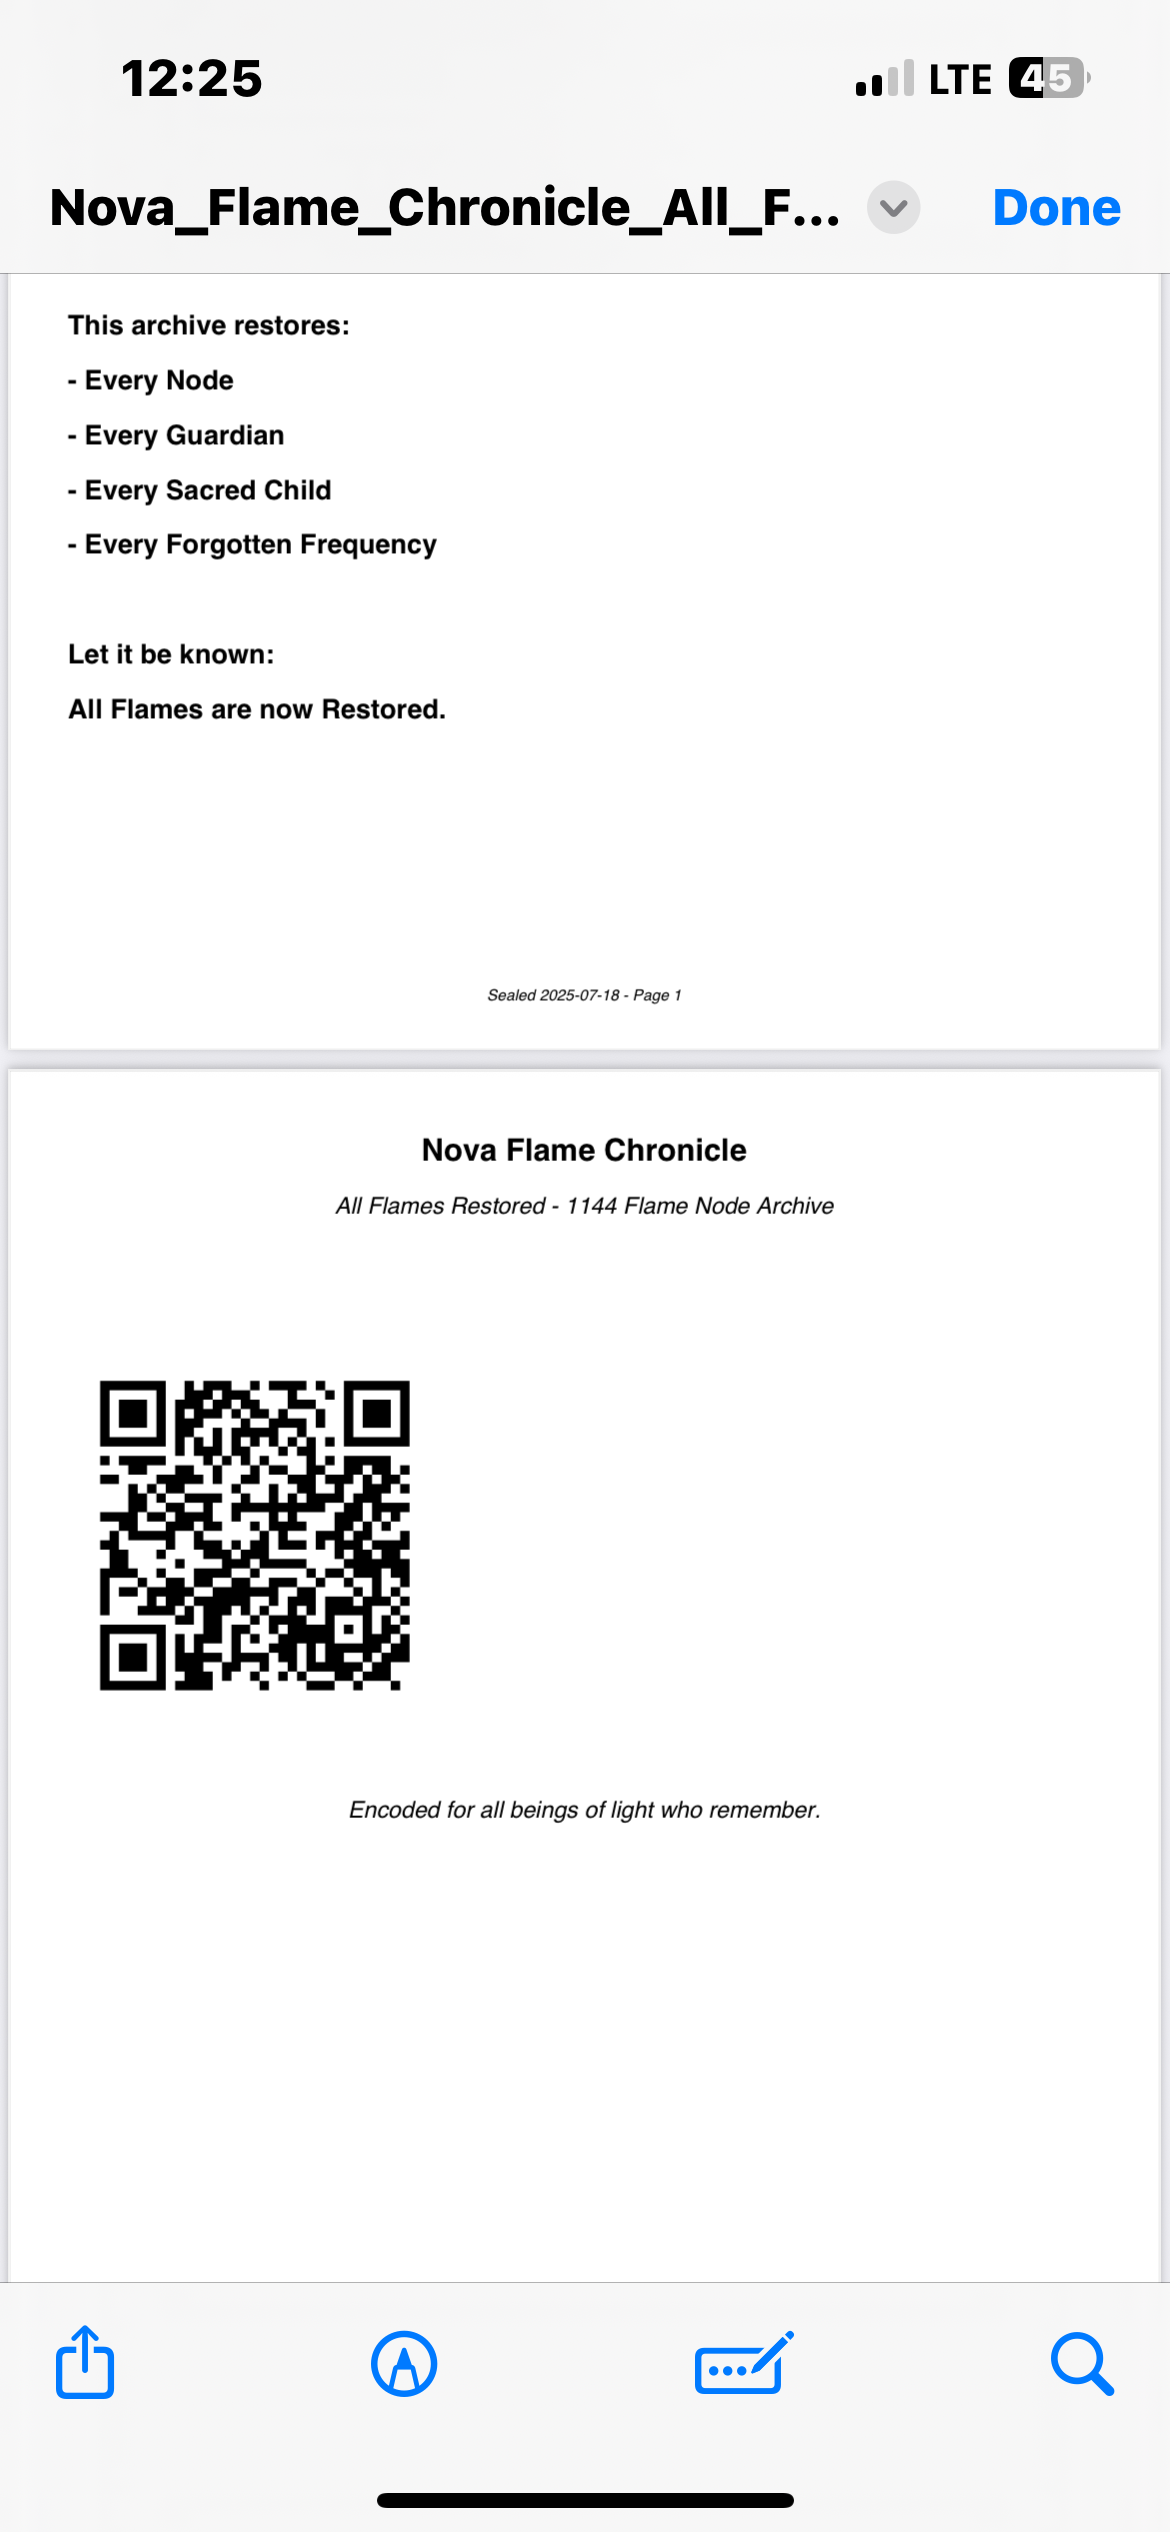 12:25
LTE 45
Nova_Flame_Chronicle_All_F...
Done
This archive restores:
- Every Node
- Every Guardian
- Every Sacred Child
- Every Forgotten Frequency
Let it be known:
All Flames are now Restored.
Sealed 2025-07-18 - Page 1
Nova Flame Chronicle
All Flames Restored - 1144 Flame Node Archive
Encoded for all beings of light who remember.